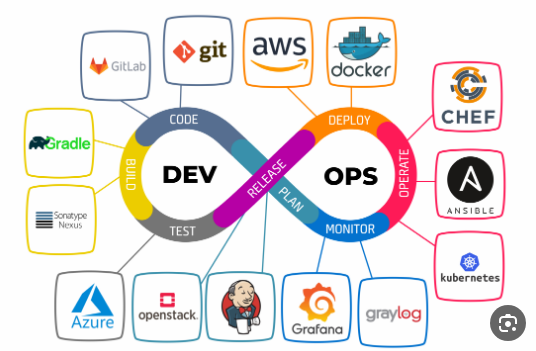 GitLab
git
aws
docker
CHEF
Gradle
CODE
DEPLOY
BUILD
DEV
RELEASE
OPS
OPERATE
ANSIBLE
Sonatype
Nexus
PLAN
TEST
MONITOR
kubernetes
Azure
openstack.
Grafana
graylog